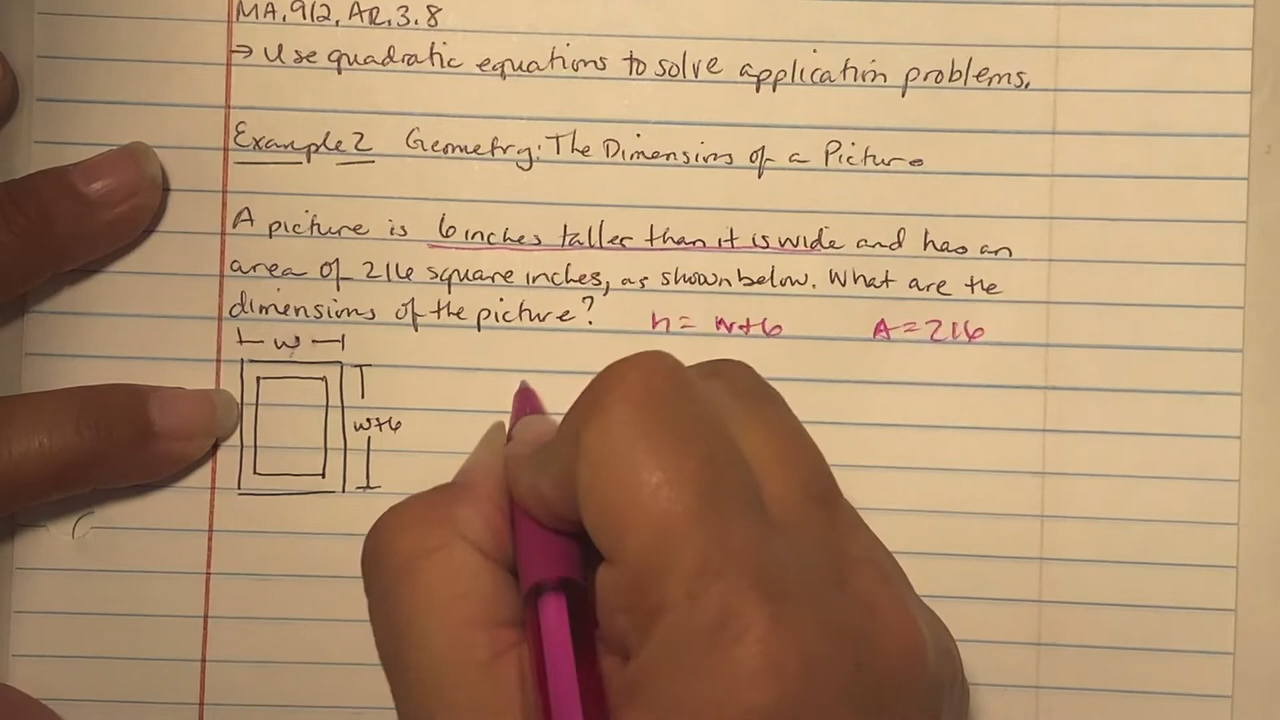 MA.912.AR.3.8
→ Use quadratic equations to solve application problems.
Example 2 Geometry: The Dimensions of a Picture
A picture is 6 inches taller than it is wide and has an
area of 216 square inches, as shown below. What are the
dimensions of the picture?
h = w+6 A = 216
w
w+6